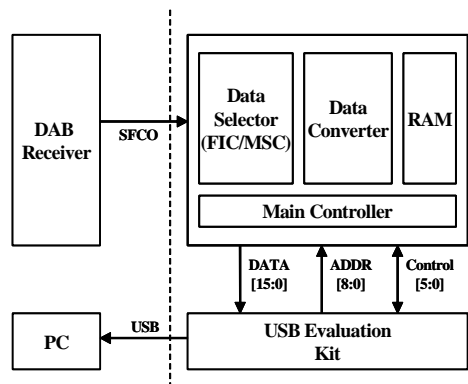 DAB
Receiver
SFCO
Data
Selector
(FIC/MSC)
Data
Converter
RAM
Main Controller
DATA
[15:0]
ADDR
[8:0]
Control
[5:0]
PC
USB
USB Evaluation
Kit